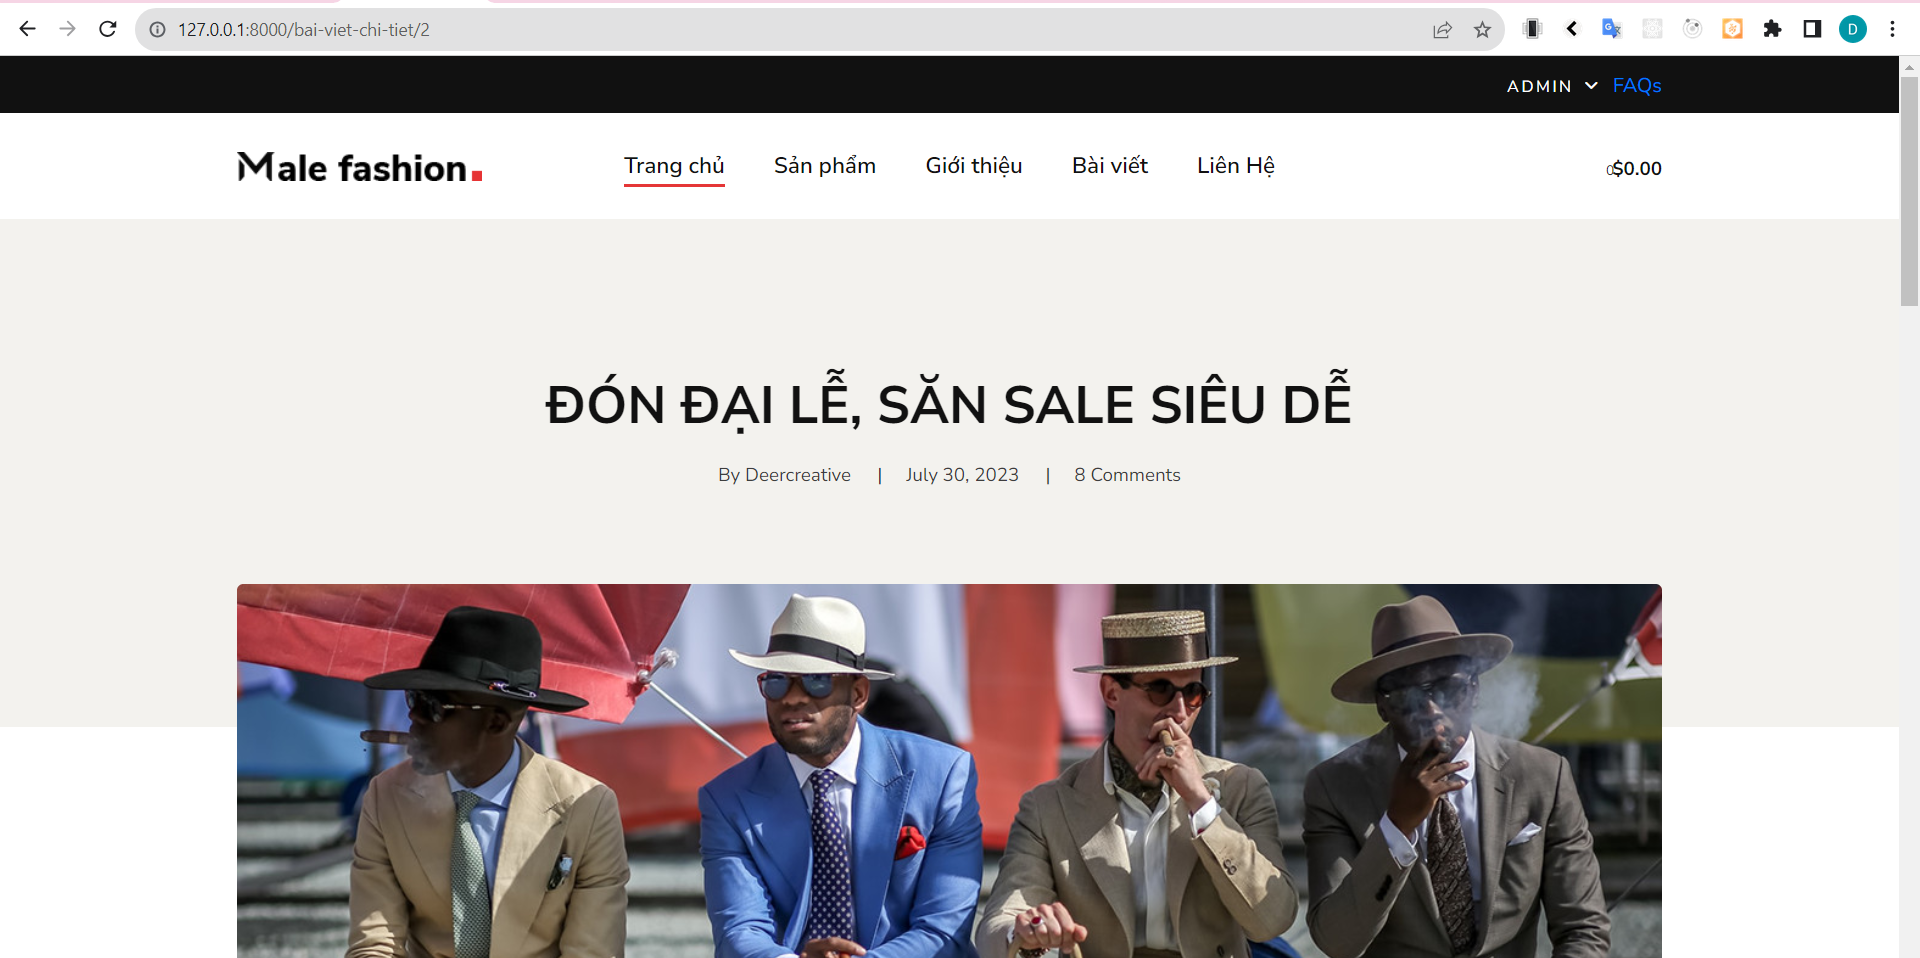 127.0.0.1:8000/bai-viet-chi-tiet/2
D
ADMIN FAQs
Male fashion.
Trang chủ Sản phẩm Giới thiệu Bài viết Liên Hệ
0 $0.00
ĐÓN ĐẠI LỄ, SĂN SALE SIÊU DỄ
By Deercreative | July 30, 2023 | 8 Comments